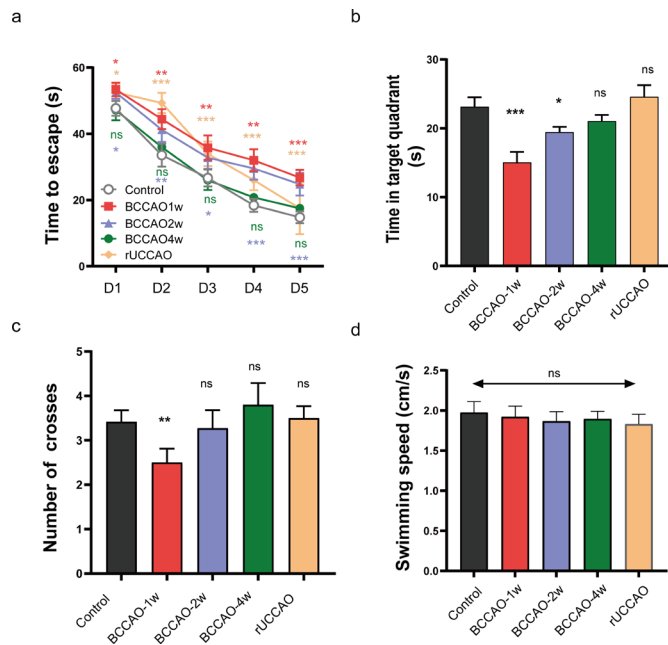 a
* ** ** ** ***
* *** *** *** ***
60
40
20
0
Time to escape (s)
ns ns ns ns ns
* ** * *** ***
Control
BCCAO1w
BCCAO2w
BCCAO4w
rUCCAO
D1 D2 D3 D4 D5
b
30
20
10
0
Time in target quadrant
(s)
*** * ns ns
Control BCCAO-1w BCCAO-2w BCCAO-4w rUCCAO
c
5
4
3
2
1
0
Number of crosses
** ns ns ns
Control BCCAO-1w BCCAO-2w BCCAO-4w rUCCAO
d
2.5
2.0
1.5
1.0
0.5
0.0
Swimming speed (cm/s)
ns
Control BCCAO-1w BCCAO-2w BCCAO-4w rUCCAO